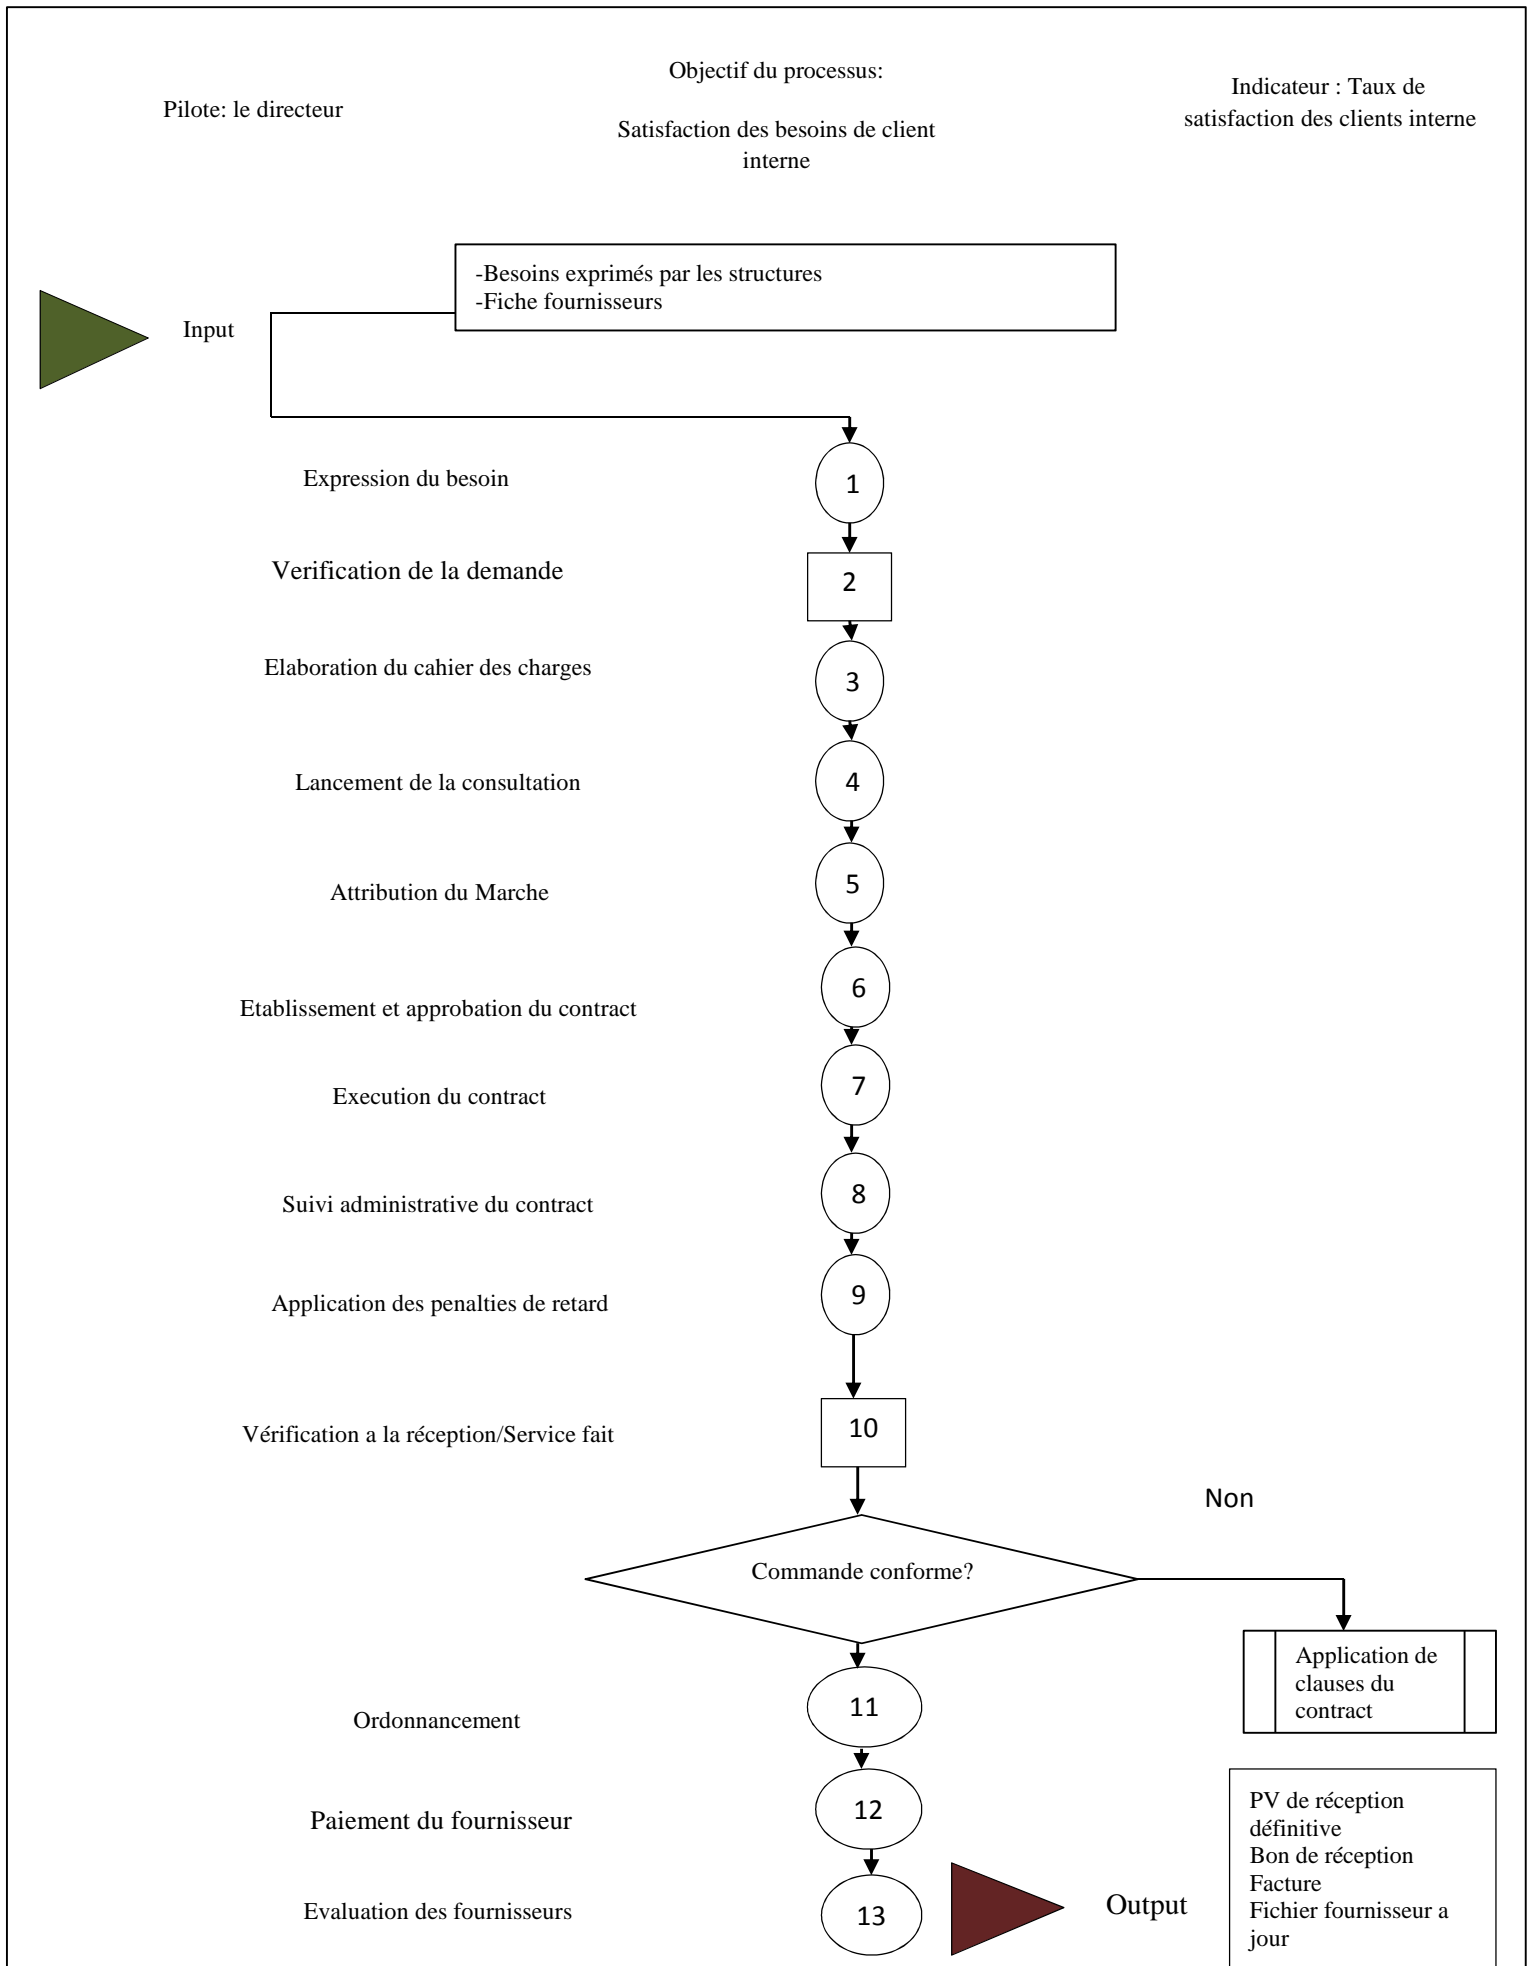 Pilote: le directeur
Objectif du processus:
Satisfaction des besoins de client
interne
Indicateur : Taux de
satisfaction des clients interne
-Besoins exprimés par les structures
-Fiche fournisseurs
Input
Expression du besoin
1
Verification de la demande
2
Elaboration du cahier des charges
3
Lancement de la consultation
4
Attribution du Marche
5
Etablissement et approbation du contract
6
Execution du contract
7
Suivi administrative du contract
8
Application des penalties de retard
9
Vérification a la réception/Service fait
10
Non
Commande conforme?
Application de
clauses du
contract
Ordonnancement
11
Paiement du fournisseur
12
Evaluation des fournisseurs
13
Output
PV de réception
définitive
Bon de réception
Facture
Fichier fournisseur a
jour